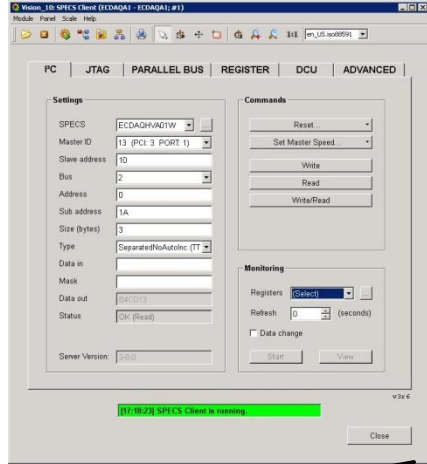 Vision_10: SPECS Client (ECDAQA1 - ECDAQA1; #1)
Module Panel Scale Help
1:1 en_US.iso88591
I²C JTAG PARALLEL BUS REGISTER DCU ADVANCED
Settings
SPECS ECDAQHVA01W ...
Master ID 13 (PCI: 3 PORT: 1)
Slave address 10
Bus 2
Address 0
Sub address 1A
Size (bytes) 3
Type SeparatedNoAutoInc (TT
Data in
Mask
Data out B4CD13
Status OK (Read)
Server Version: 3-6-0
Commands
Reset...
Set Master Speed...
Write
Read
Write/Read
Monitoring
Registers (Select) ...
Refresh 0 (seconds)
Data change
Start View
v3r6
[17:18:23] SPECS Client is running.
Close